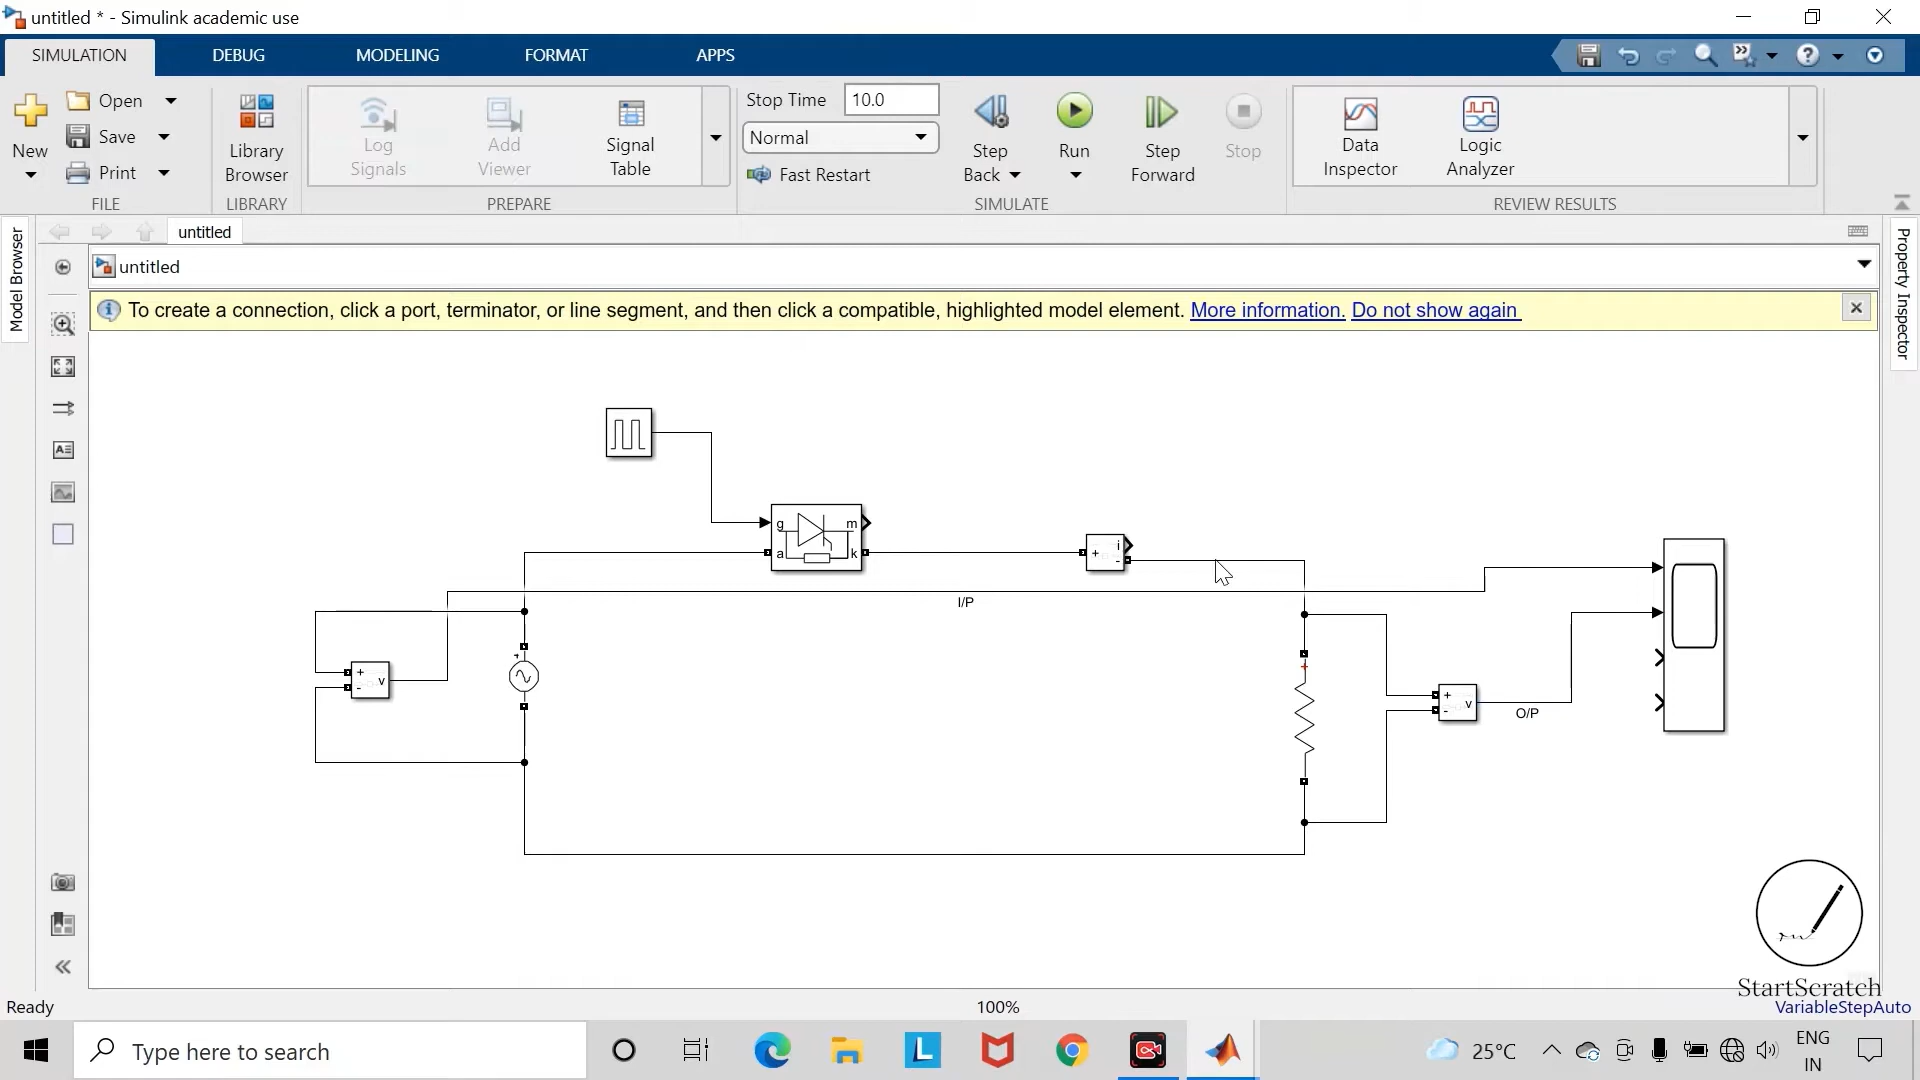 untitled * - Simulink academic use
SIMULATION
DEBUG
MODELING
FORMAT
APPS
New
Open
Save
Print
FILE
Library
Browser
LIBRARY
Log
Signals
Add
Viewer
Signal
Table
PREPARE
Stop Time
10.0
Normal
Fast Restart
Step
Back
Run
Step
Forward
Stop
SIMULATE
Data
Inspector
Logic
Analyzer
REVIEW RESULTS
Model Browser
Property Inspector
untitled
untitled
To create a connection, click a port, terminator, or line segment, and then click a compatible, highlighted model element. More information. Do not show again
g
m
a
k
+
i
-
I/P
+
v
-
+
+
+
v
-
O/P
StartScratch
Ready
100%
VariableStepAuto
Type here to search
L
25°C
ENG
IN